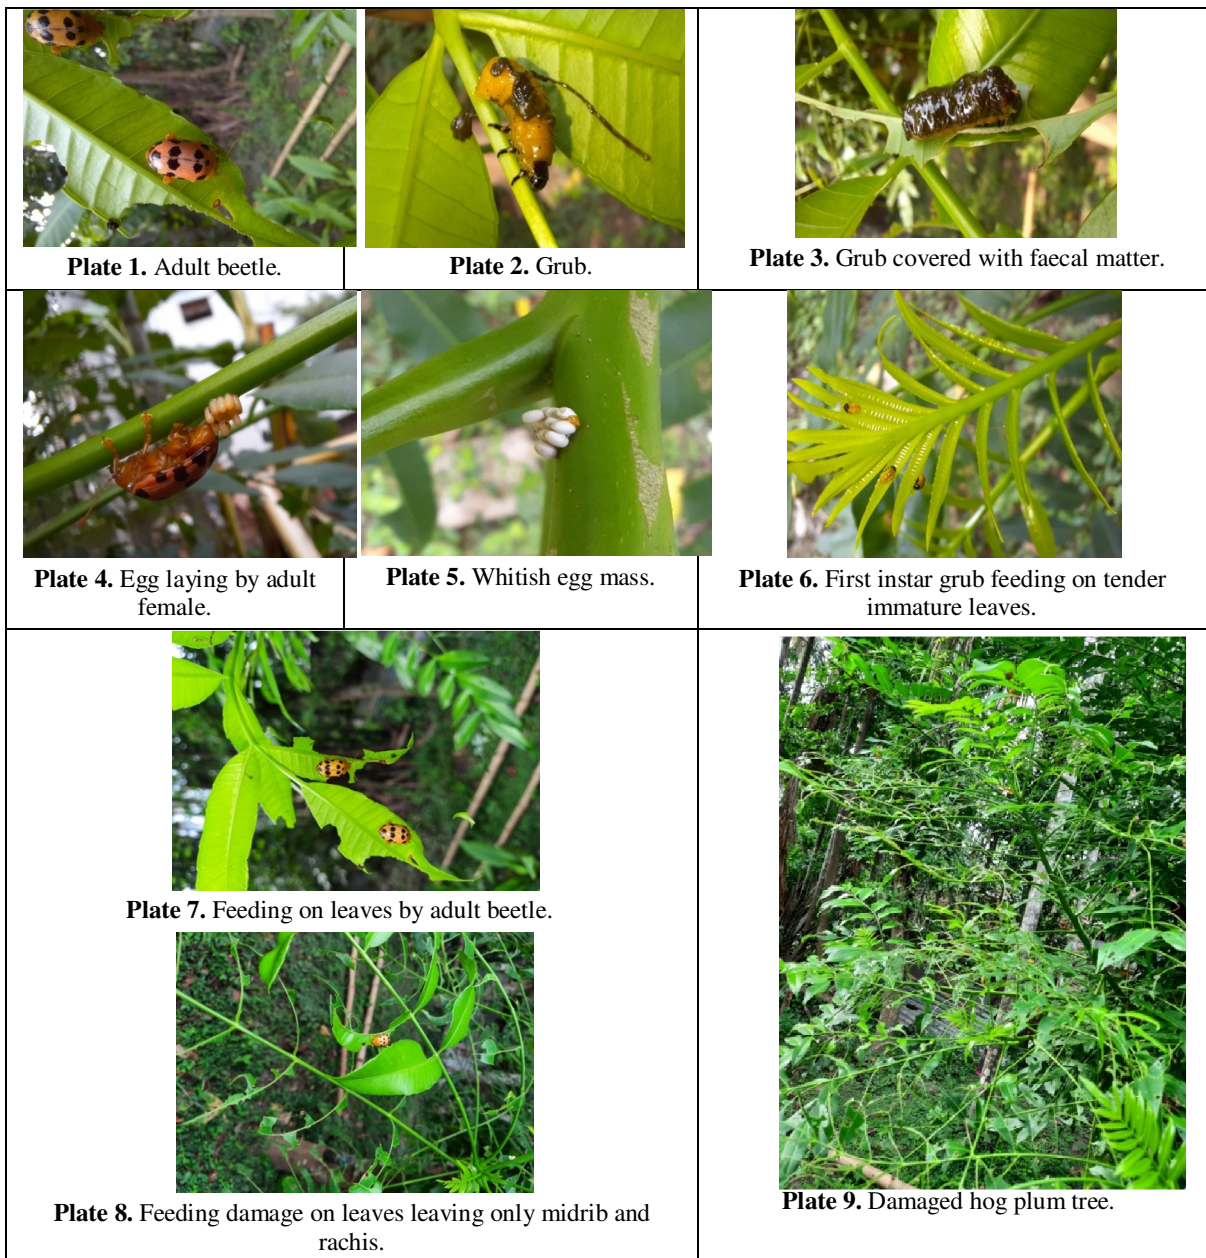 Plate 1. Adult beetle.
Plate 2. Grub.
Plate 3. Grub covered with faecal matter.
Plate 4. Egg laying by adult
female.
Plate 5. Whitish egg mass.
Plate 6. First instar grub feeding on tender
immature leaves.
Plate 7. Feeding on leaves by adult beetle.
Plate 8. Feeding damage on leaves leaving only midrib and
rachis.
Plate 9. Damaged hog plum tree.